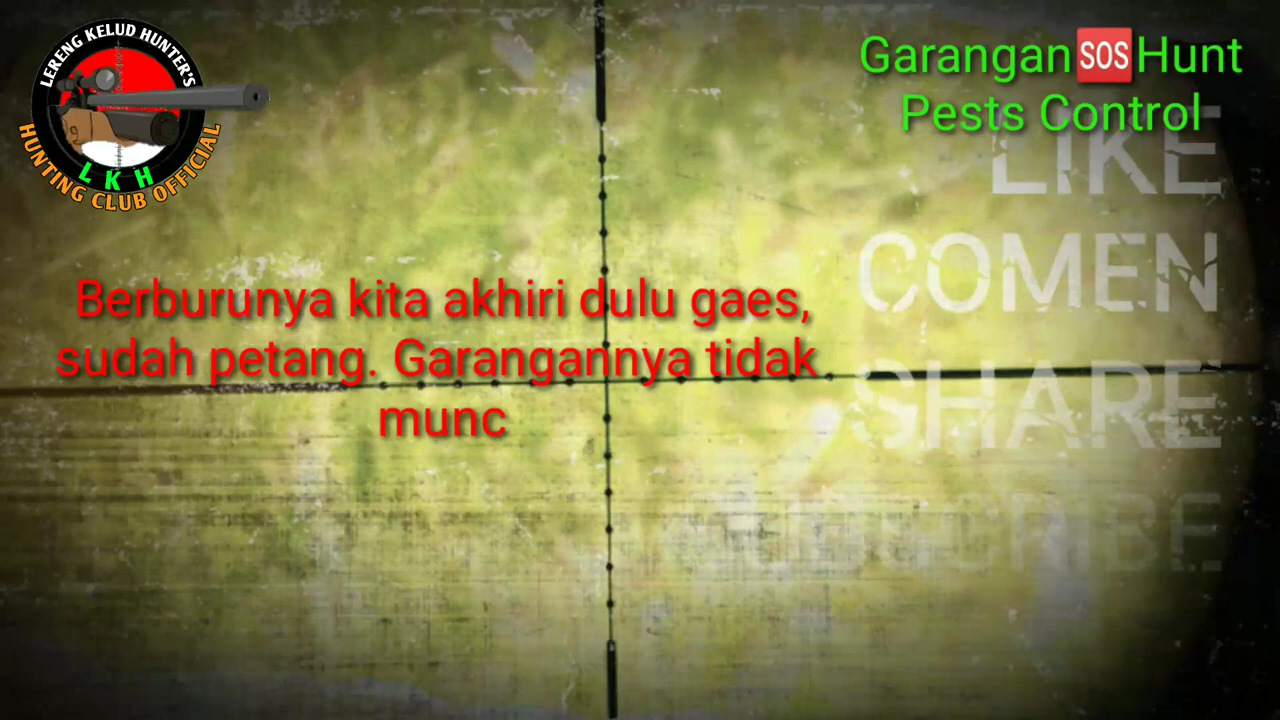 LERENG KELUD HUNTER'S
LKH
HUNTING CLUB OFFICIAL
Garangan🆘Hunt
Pests Control
LIKE
COMEN
SHARE
Berburunya kita akhiri dulu gaes,
sudah petang. Garangannya tidak
munc